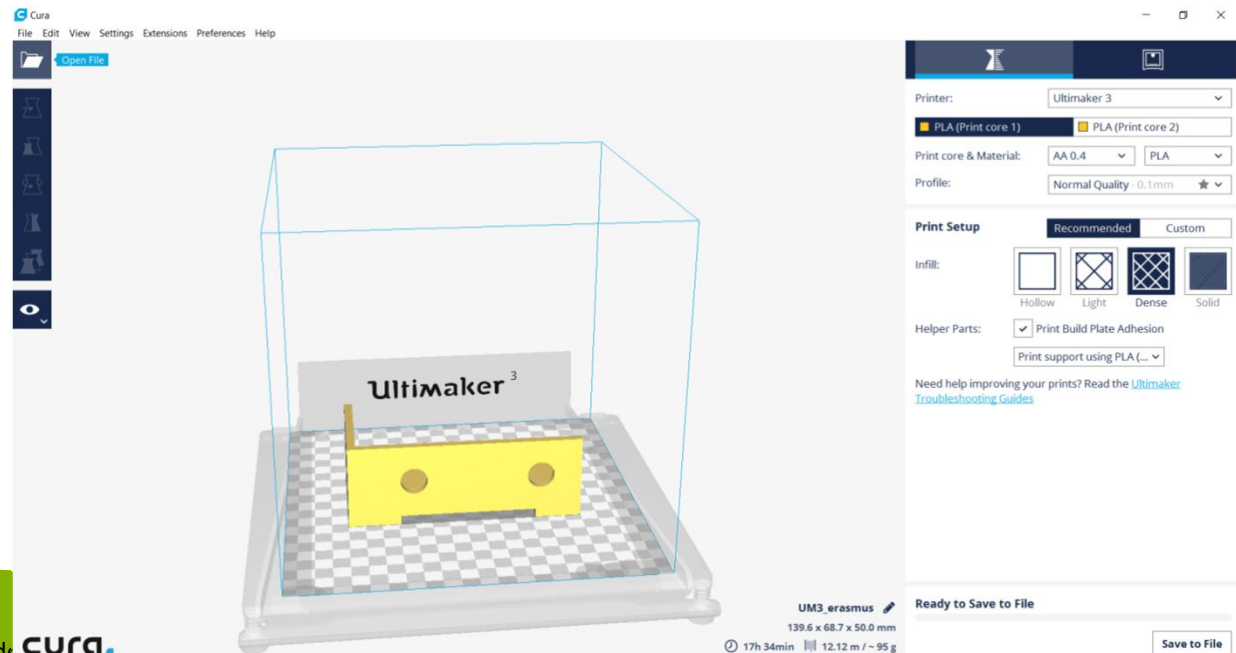 Cura
File Edit View Settings Extensions Preferences Help
Open File
Printer: Ultimaker 3
PLA (Print core 1) PLA (Print core 2)
Print core & Material: AA 0.4 PLA
Profile: Normal Quality - 0.1mm
Print Setup Recommended Custom
Infill:
Hollow Light Dense Solid
Helper Parts: Print Build Plate Adhesion
Print support using PLA (...
Need help improving your prints? Read the Ultimaker
Troubleshooting Guides
Ultimaker 3
UM3_erasmus
139.6 x 68.7 x 50.0 mm
17h 34min 12.12 m / ~ 95 g
Ready to Save to File
Save to File
cura.